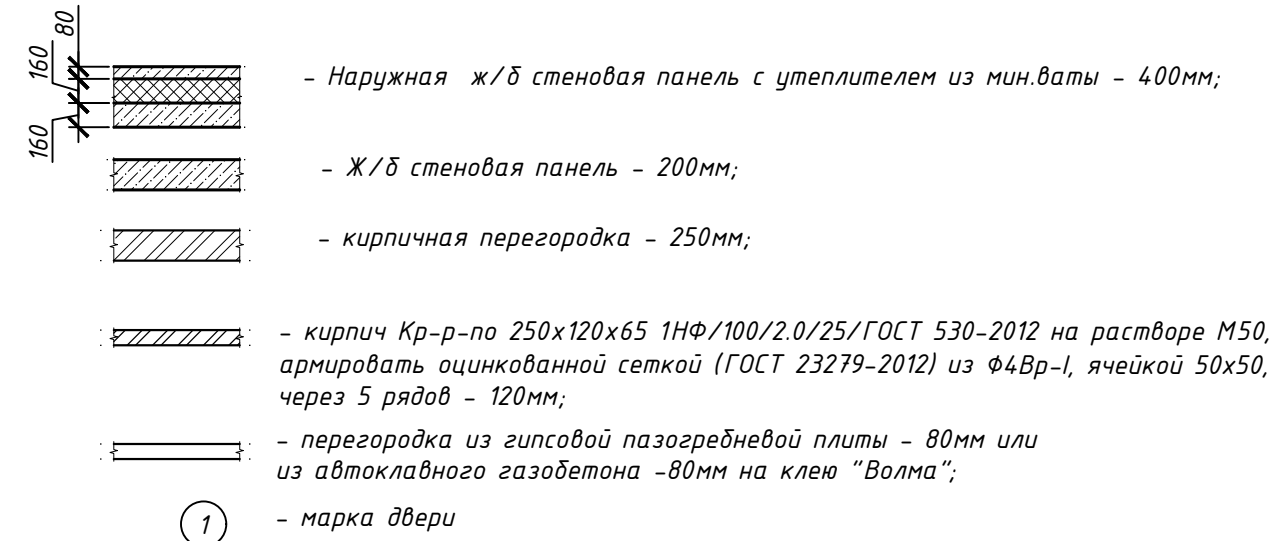 80
160
160
- Наружная ж/б стеновая панель с утеплителем из мин.ваты - 400мм;
- Ж/б стеновая панель - 200мм;
- кирпичная перегородка - 250мм;
- кирпич Кр-р-по 250х120х65 1НФ/100/2.0/25/ГОСТ 530-2012 на растворе М50,
армировать оцинкованной сеткой (ГОСТ 23279-2012) из Ф4Вр-I, ячейкой 50х50,
через 5 рядов - 120мм;
- перегородка из гипсовой пазогребневой плиты - 80мм или
из автоклавного газобетона -80мм на клею "Волма";
1 - марка двери